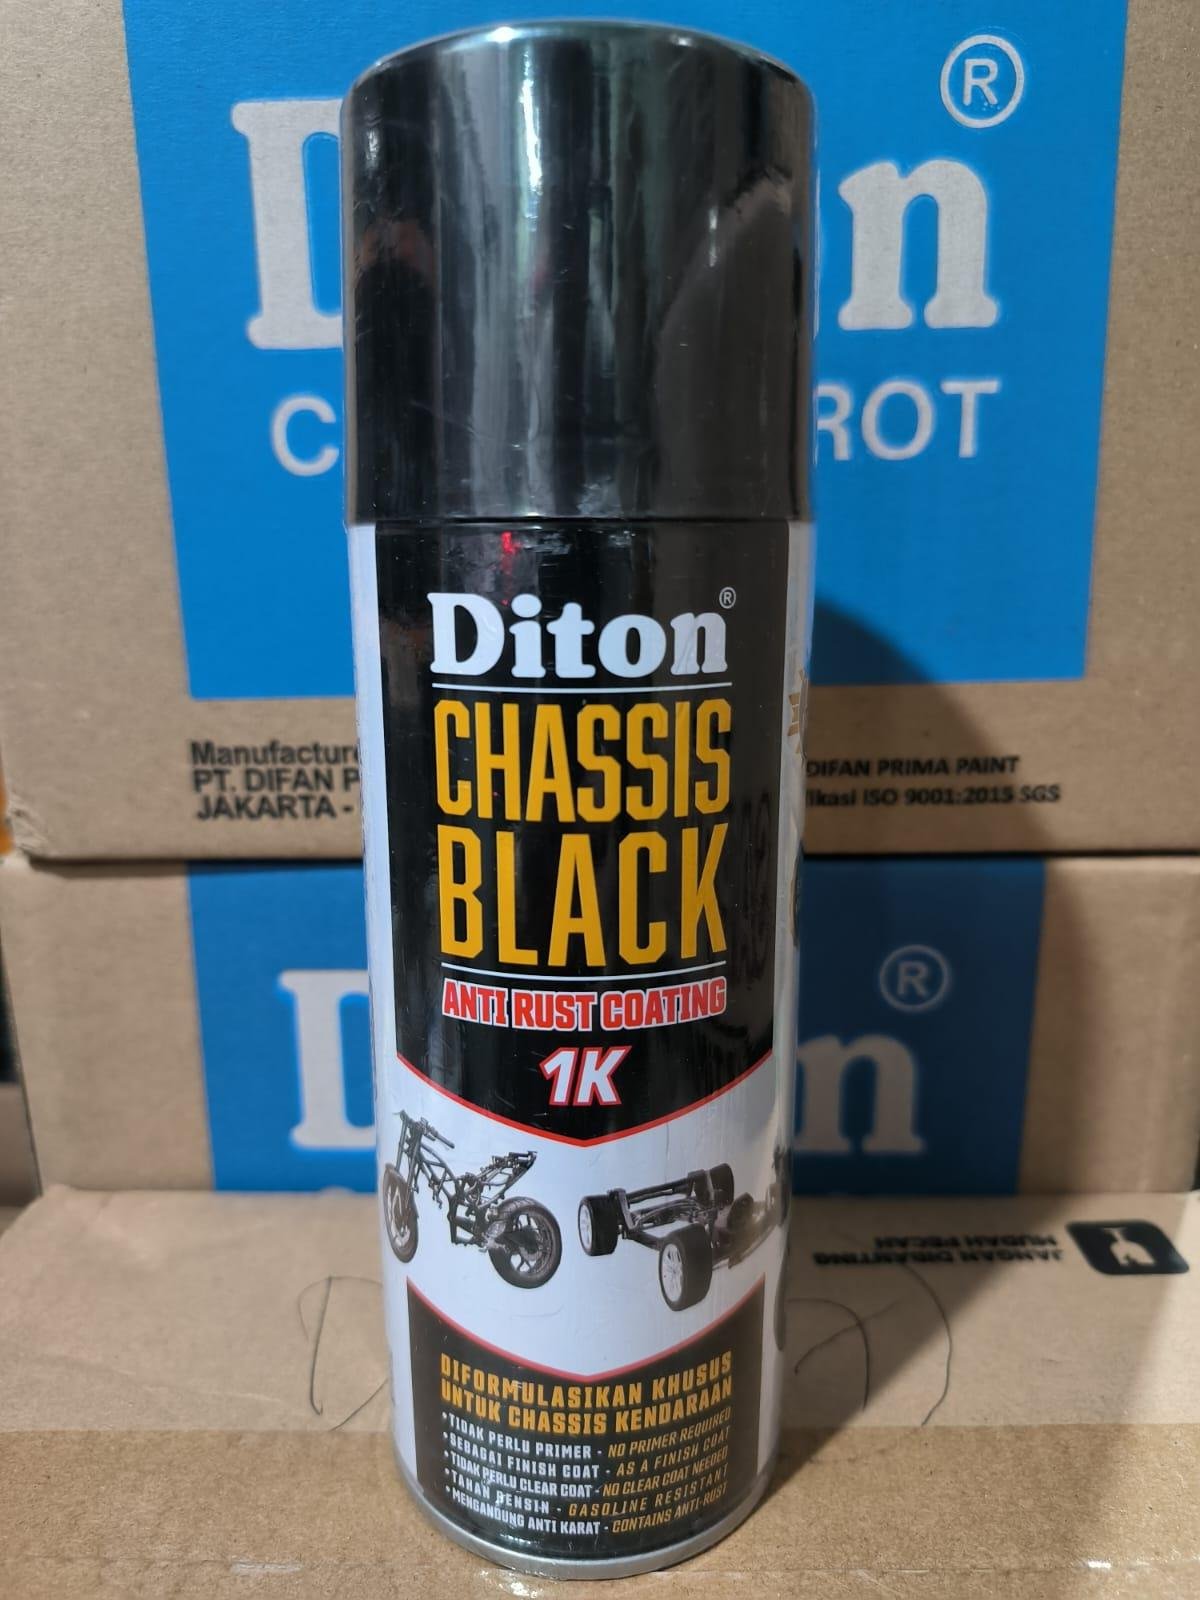 ®
n
C
ROT
Manufacture
PT. DIFAN P
JAKARTA -
DIFAN PRIMA PAINT
ikasi ISO 9001:2015 SGS
Diton®
CHASSIS
BLACK
ANTI RUST COATING
1K
®
n
JANGAN DIBANTING
MUDAH PECAH
DIFORMULASIKAN KHUSUS
UNTUK CHASSIS KENDARAAN
• TIDAK PERLU PRIMER - NO PRIMER REQUIRED
• SEBAGAI FINISH COAT - AS A FINISH COAT
• TIDAK PERLU CLEAR COAT - NO CLEAR COAT NEEDED
• TAHAN BENSIN - GASOLINE RESISTANT
• MENGANDUNG ANTI KARAT - CONTAINS ANTI-RUST